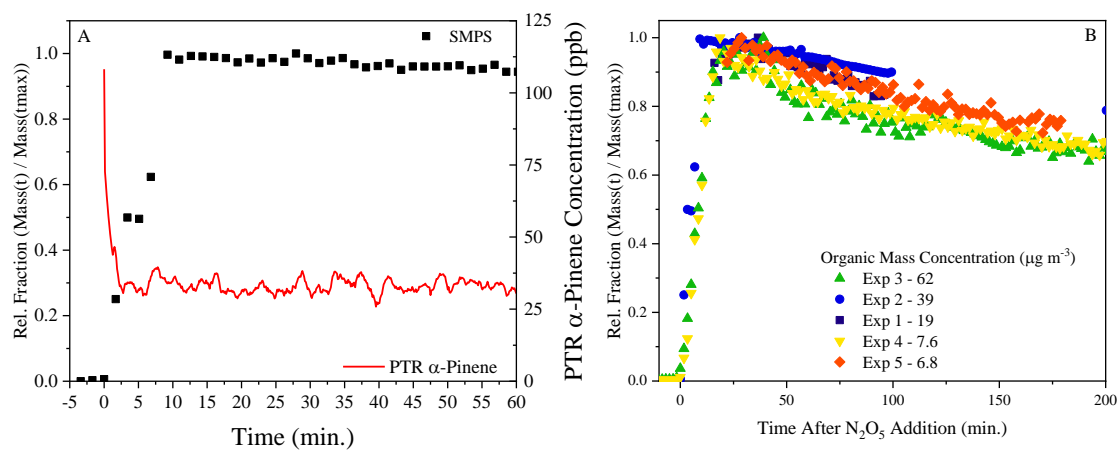 A
SMPS
PTR α-Pinene
Rel. Fraction (Mass(t) / Mass(tmax))
1.0
0.8
0.6
0.4
0.2
0.0
-5 0 5 10 15 20 25 30 35 40 45 50 55 60
Time (min.)
125
100
75
50
25
0
PTR α-Pinene Concentration (ppb)
B
Rel. Fraction (Mass(t) / Mass(tmax))
1.0
0.8
0.6
0.4
0.2
0.0
Organic Mass Concentration (μg m-3)
Exp 3 - 62
Exp 2 - 39
Exp 1 - 19
Exp 4 - 7.6
Exp 5 - 6.8
0 50 100 150 200
Time After N2O5 Addition (min.)